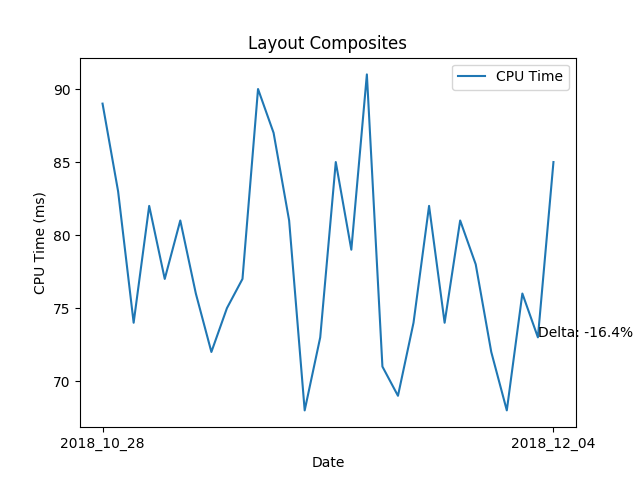 Layout Composites
CPU Time
90
85
80
75
70
CPU Time (ms)
Delta: -16.4%
2018_10_28
2018_12_04
Date